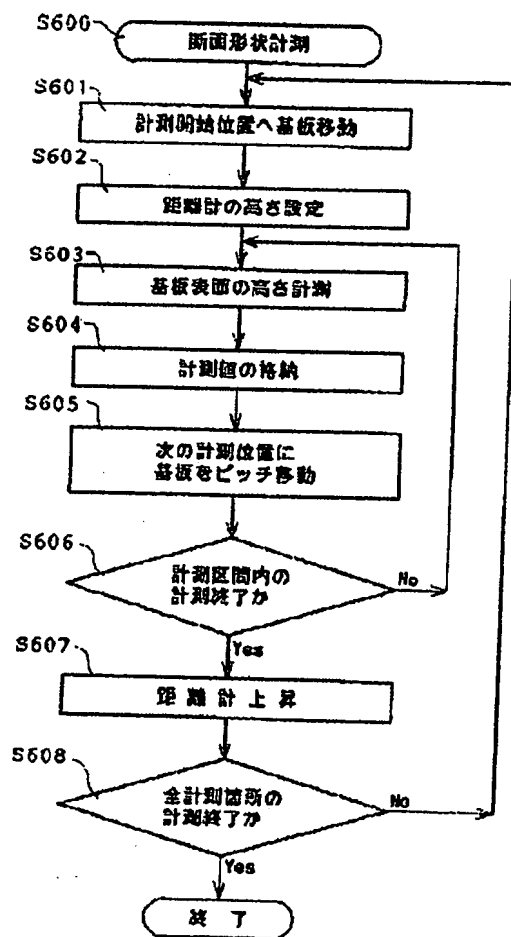 S600
断面形状計測
S601
計測開始位置へ基板移動
S602
距離計の高さ設定
S603
基板表面の高さ計測
S604
計測値の格納
S605
次の計測位置に
基板をピッチ移動
S606
計測区間内の
計測終了か
No
Yes
S607
距離計上昇
S608
全計測箇所の
計測終了か
No
Yes
終了